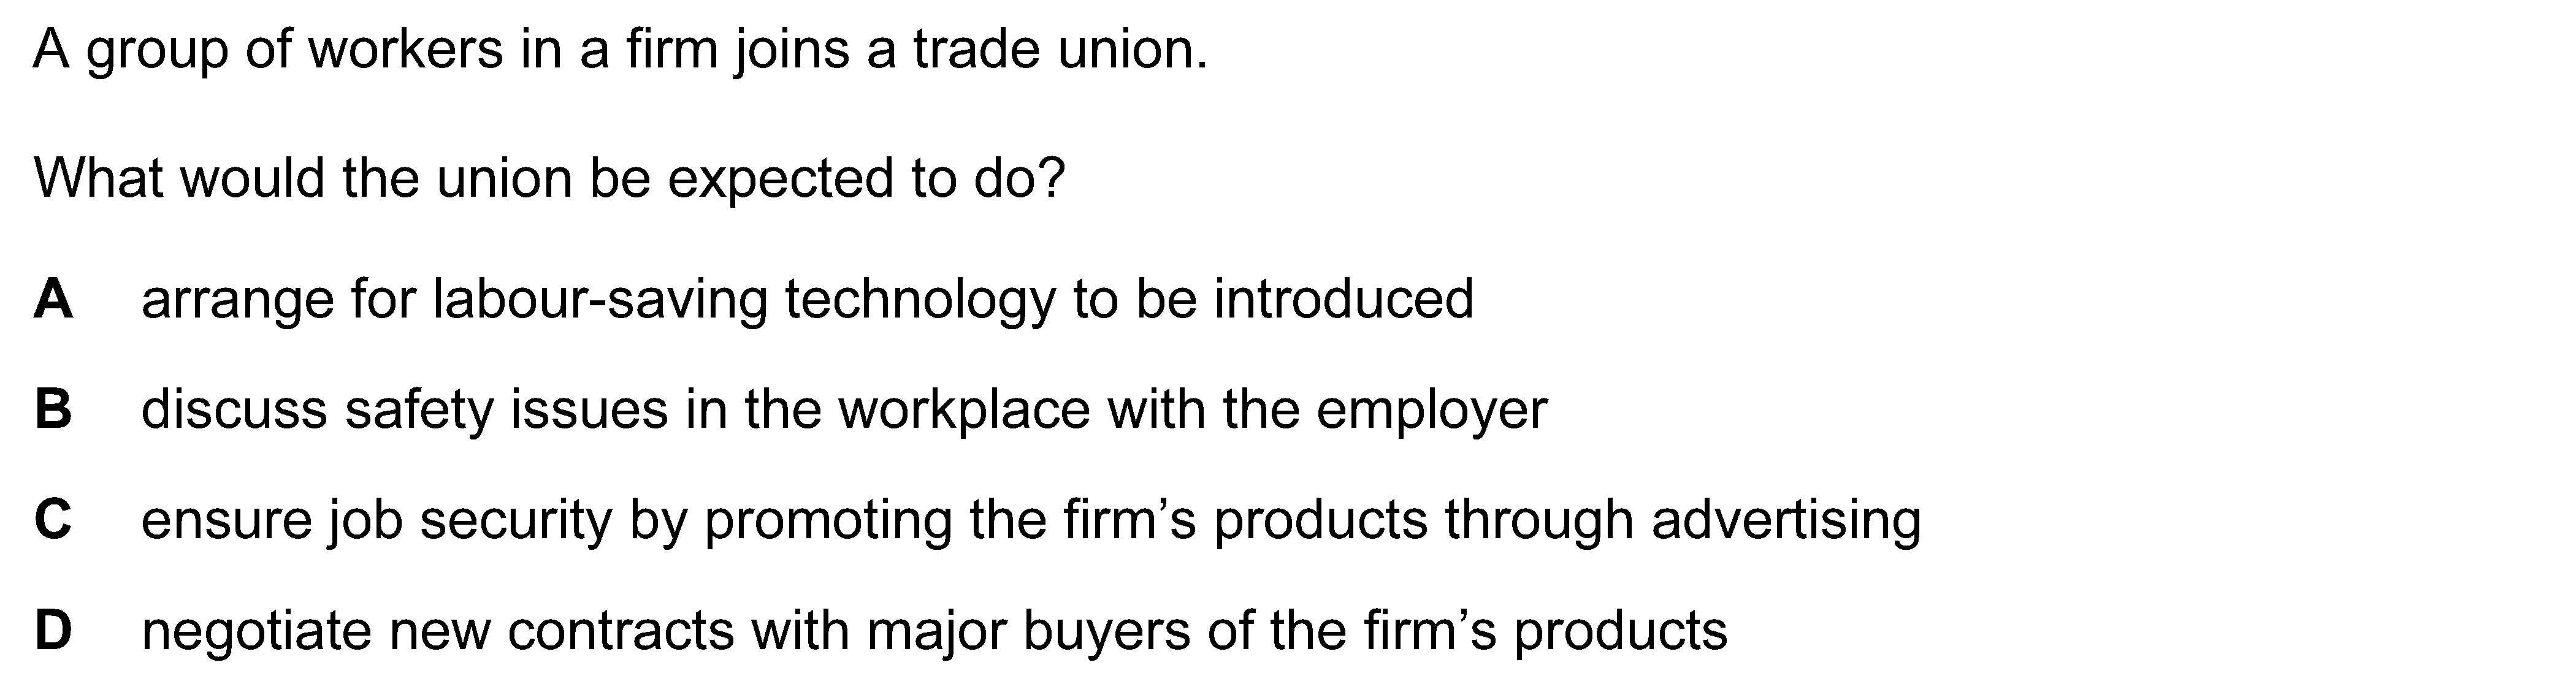 A group of workers in a firm joins a trade union.
What would the union be expected to do?
A arrange for labour-saving technology to be introduced
B discuss safety issues in the workplace with the employer
C ensure job security by promoting the firm’s products through advertising
D negotiate new contracts with major buyers of the firm’s products